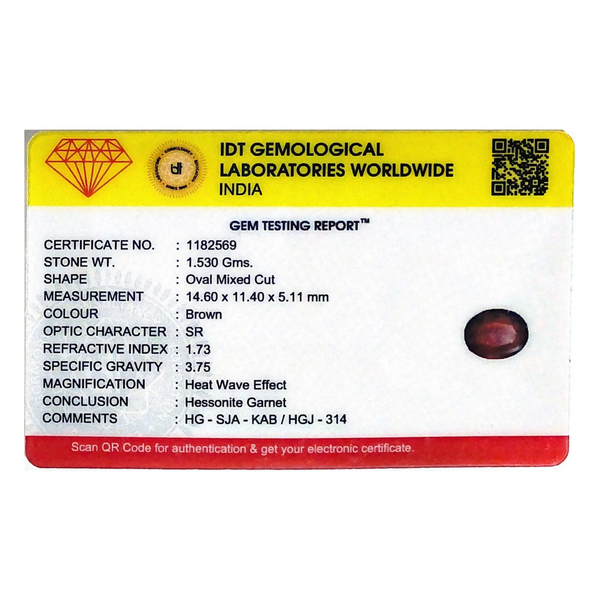 IDT GEMOLOGICAL
LABORATORIES WORLDWIDE
INDIA
GEM TESTING REPORT™
CERTIFICATE NO. : 1182569
STONE WT. : 1.530 Gms.
SHAPE : Oval Mixed Cut
MEASUREMENT : 14.60 x 11.40 x 5.11 mm
COLOUR : Brown
OPTIC CHARACTER : SR
REFRACTIVE INDEX : 1.73
SPECIFIC GRAVITY : 3.75
MAGNIFICATION : Heat Wave Effect
CONCLUSION : Hessonite Garnet
COMMENTS : HG - SJA - KAB / HGJ - 314
Scan QR Code for authentication & get your electronic certificate.